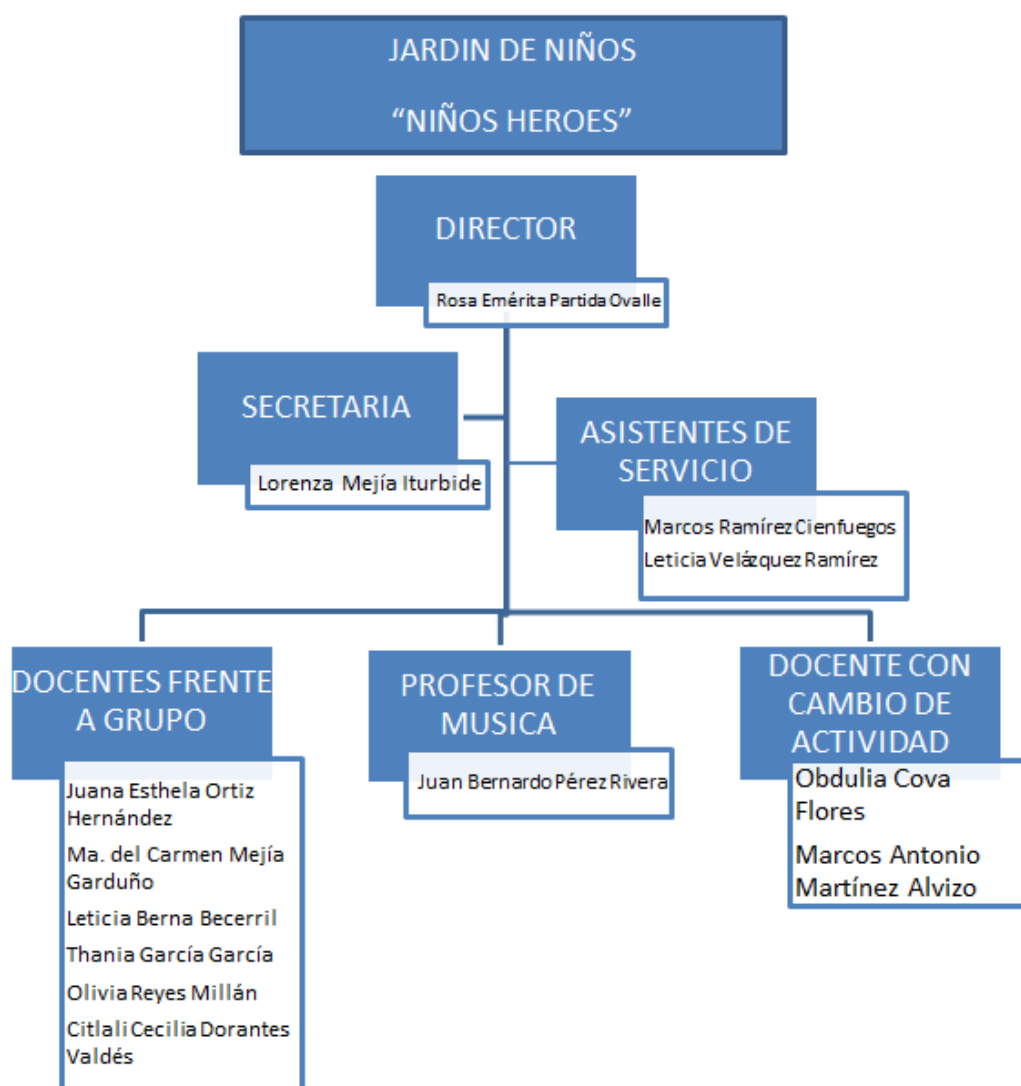 JARDIN DE NIÑOS
“NIÑOS HEROES”
DIRECTOR
Rosa Emérita Partida Ovalle
SECRETARIA
Lorenza Mejía Iturbide
ASISTENTES DE
SERVICIO
Marcos Ramírez Cienfuegos
Leticia Velázquez Ramírez
DOCENTES FRENTE
A GRUPO
Juana Esthela Ortiz
Hernández
Ma. del Carmen Mejía
Garduño
Leticia Berna Becerril
Thania García García
Olivia Reyes Millán
Citlali Cecilia Dorantes
Valdés
PROFESOR DE
MUSICA
Juan Bernardo Pérez Rivera
DOCENTE CON
CAMBIO DE
ACTIVIDAD
Obdulia Cova
Flores
Marcos Antonio
Martínez Alvizo